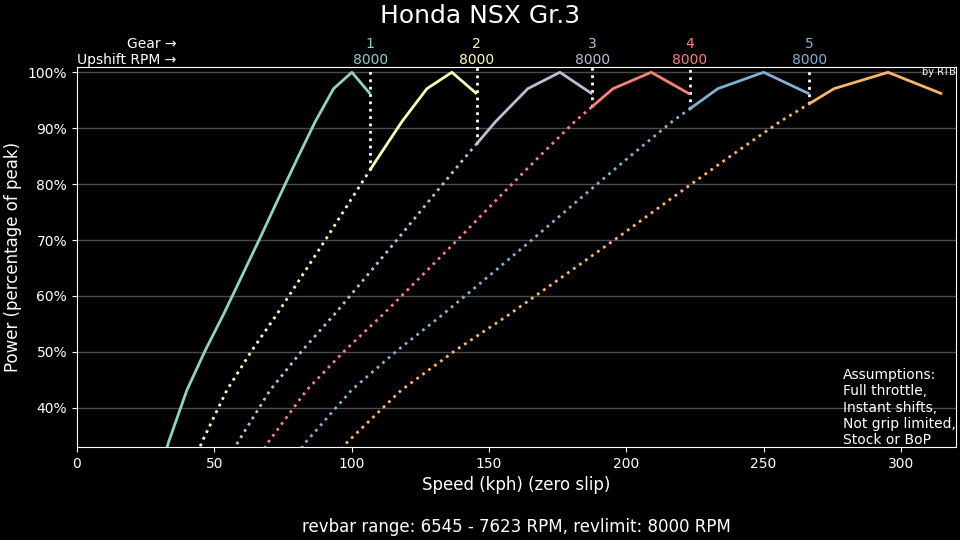 Honda NSX Gr.3
Gear → 1 2 3 4 5
Upshift RPM → 8000 8000 8000 8000 8000
by RTB
100%
90%
80%
70%
60%
50%
40%
Power (percentage of peak)
Assumptions:
Full throttle,
Instant shifts,
Not grip limited,
Stock or BoP
0 50 100 150 200 250 300
Speed (kph) (zero slip)
revbar range: 6545 - 7623 RPM, revlimit: 8000 RPM